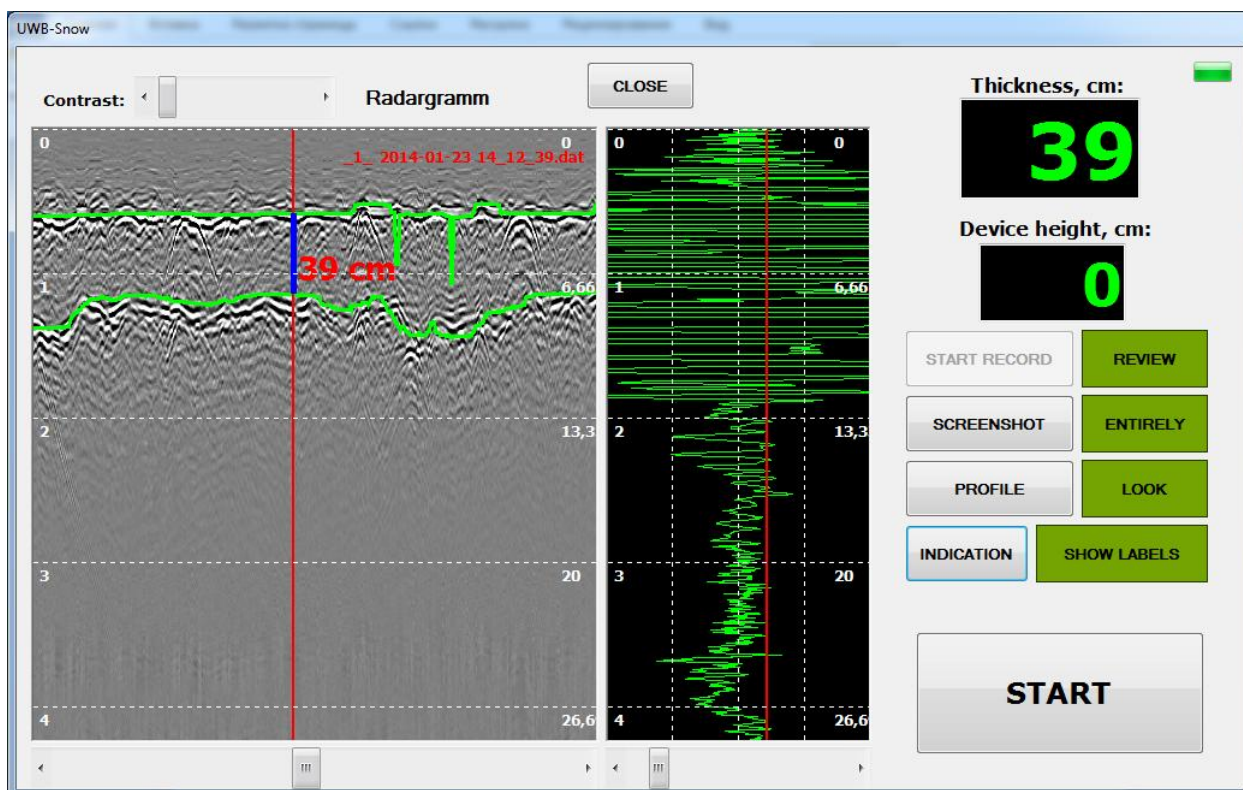 UWB-Snow
Contrast:
Radargramm
CLOSE
Thickness, cm:
39
Device height, cm:
0
0 0
_1_ 2014-01-23 14_12_39.dat
39 cm
1 6,66
2 13,3
3 20
4 26,6
0 0
1 6,66
2 13,3
3 20
4 26,6
START RECORD REVIEW
SCREENSHOT ENTIRELY
PROFILE LOOK
INDICATION SHOW LABELS
START